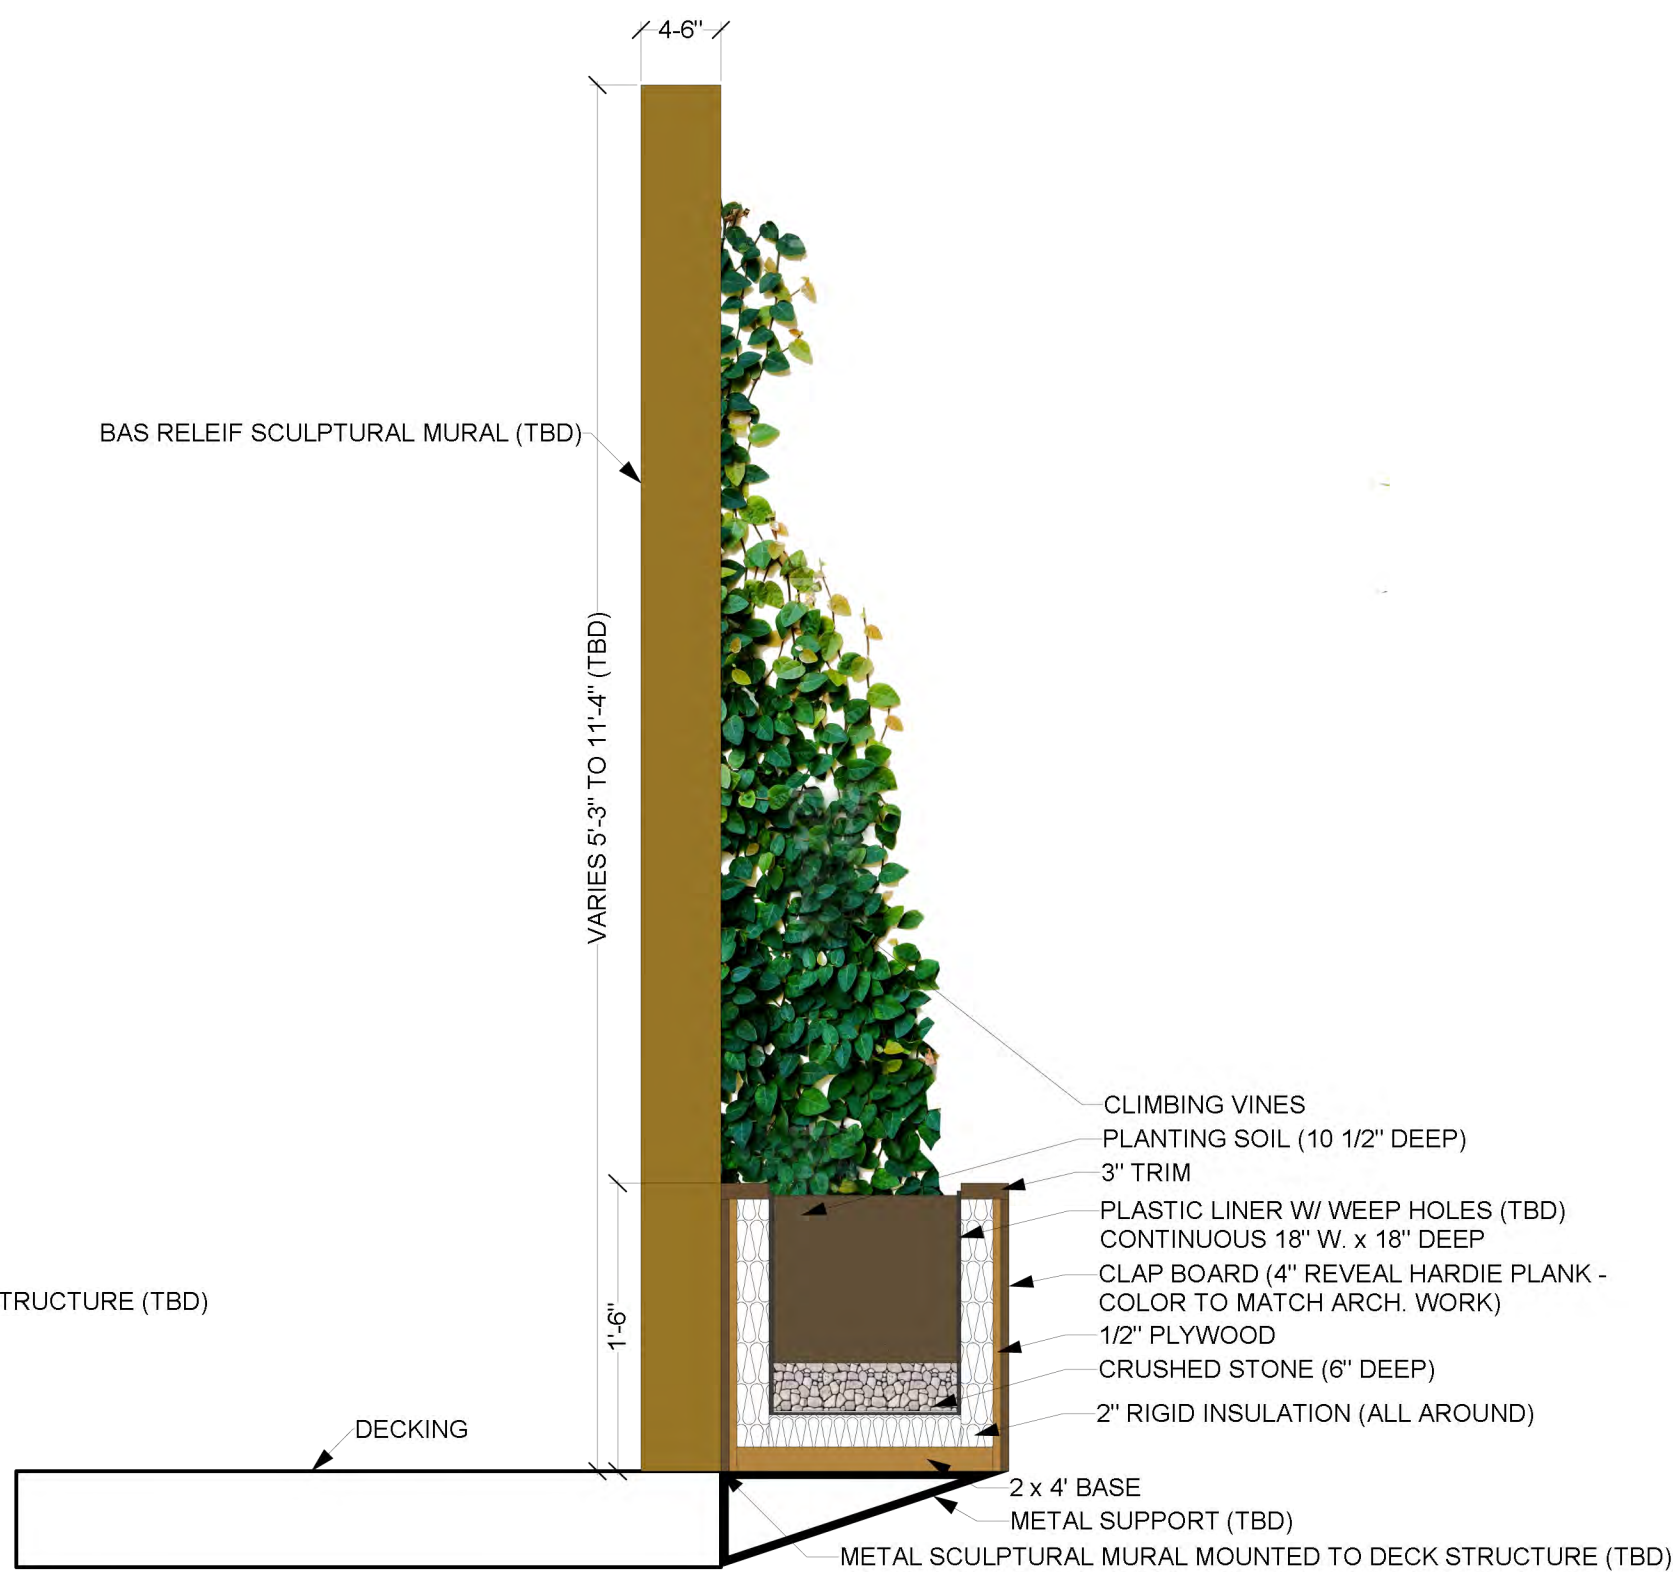 4-6"
BAS RELEIF SCULPTURAL MURAL (TBD)
VARIES 5'-3" TO 11'-4" (TBD)
CLIMBING VINES
PLANTING SOIL (10 1/2" DEEP)
3" TRIM
PLASTIC LINER W/ WEEP HOLES (TBD)
CONTINUOUS 18" W. x 18" DEEP
CLAP BOARD (4" REVEAL HARDIE PLANK -
COLOR TO MATCH ARCH. WORK)
TRUCTURE (TBD)
1'-6"
1/2" PLYWOOD
CRUSHED STONE (6" DEEP)
2" RIGID INSULATION (ALL AROUND)
DECKING
2 x 4' BASE
METAL SUPPORT (TBD)
METAL SCULPTURAL MURAL MOUNTED TO DECK STRUCTURE (TBD)